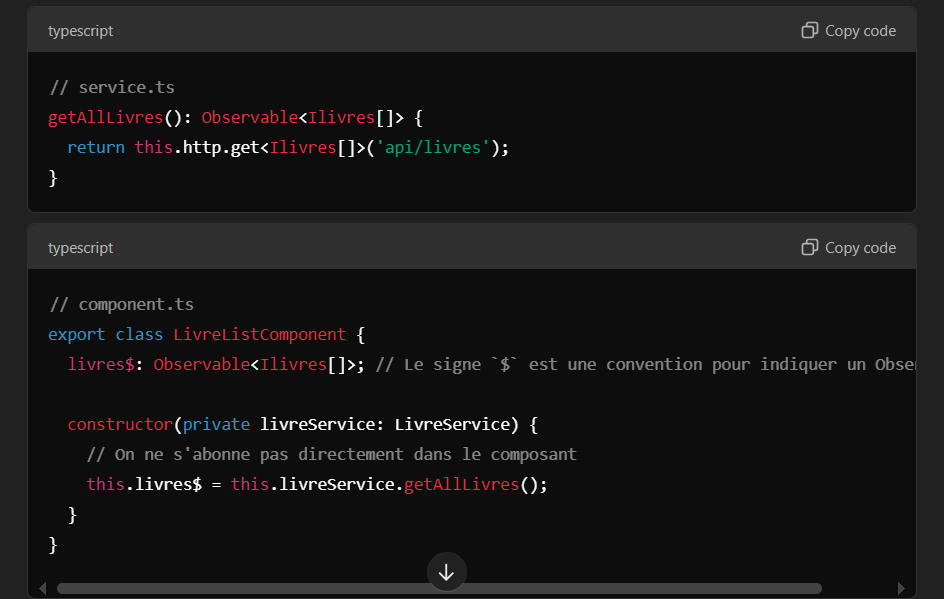 typescript
Copy code
// service.ts
getAllLivres(): Observable<Ilivres[]> {
  return this.http.get<Ilivres[]>('api/livres');
}
typescript
Copy code
// component.ts
export class LivreListComponent {
  livres$: Observable<Ilivres[]>; // Le signe `$` est une convention pour indiquer un Obse
  constructor(private livreService: LivreService) {
    // On ne s'abonne pas directement dans le composant
    this.livres$ = this.livreService.getAllLivres();
  }
}